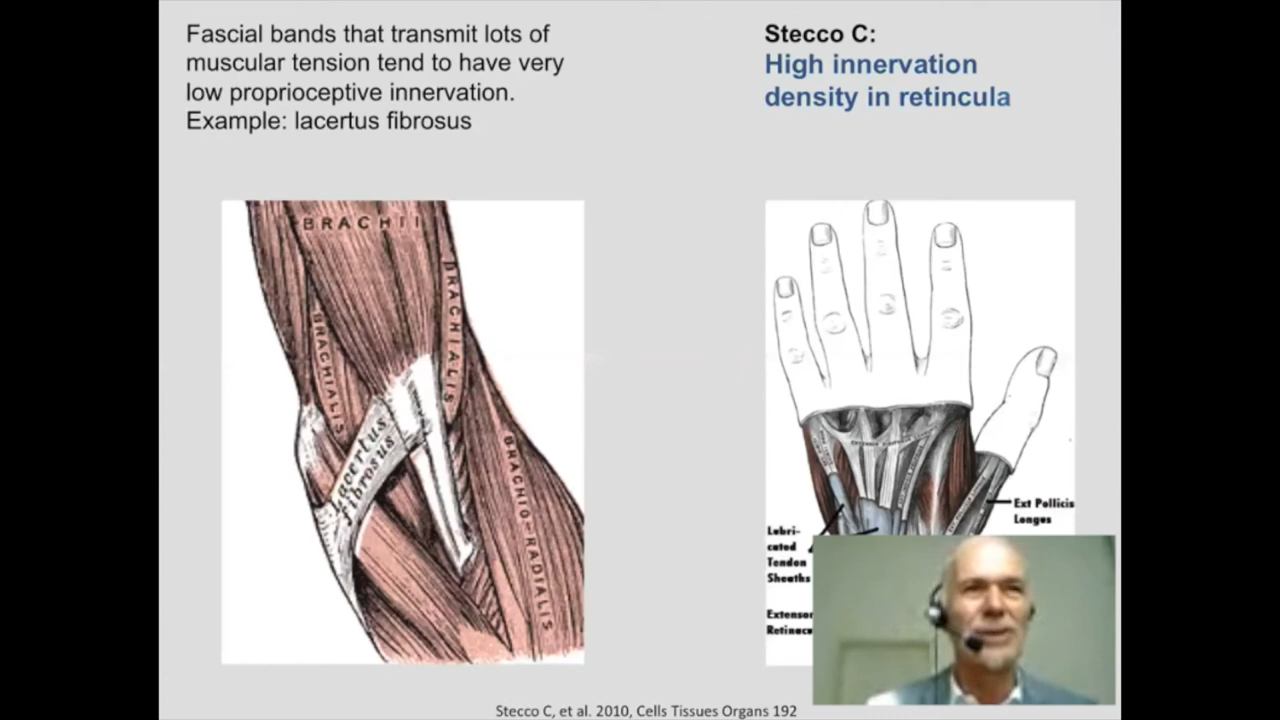 Fascial bands that transmit lots of
muscular tension tend to have very
low proprioceptive innervation.
Example: lacertus fibrosus
Stecco C:
High innervation
density in retincula
BRACHII
BRACHIALIS
BRACHIALIS
Lacertus
fibrosus
BRACHIO-RADIALIS
Ext Pollicis
Longes
Lubri-
cated
Tendon
Sheaths
Extensor
Stecco C, et al. 2010, Cells Tissues Organs 192